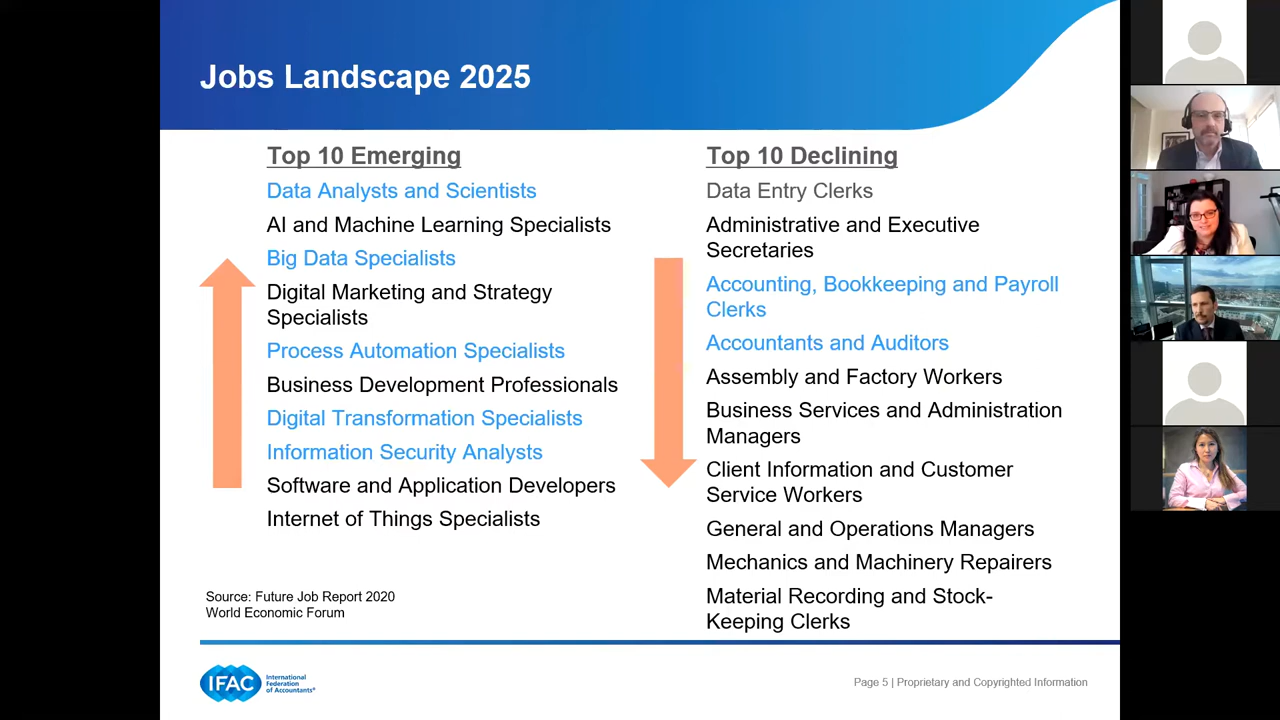 Jobs Landscape 2025
Top 10 Emerging
Data Analysts and Scientists
AI and Machine Learning Specialists
Big Data Specialists
Digital Marketing and Strategy
Specialists
Process Automation Specialists
Business Development Professionals
Digital Transformation Specialists
Information Security Analysts
Software and Application Developers
Internet of Things Specialists
Top 10 Declining
Data Entry Clerks
Administrative and Executive
Secretaries
Accounting, Bookkeeping and Payroll
Clerks
Accountants and Auditors
Assembly and Factory Workers
Business Services and Administration
Managers
Client Information and Customer
Service Workers
General and Operations Managers
Mechanics and Machinery Repairers
Material Recording and Stock-
Keeping Clerks
Source: Future Job Report 2020
World Economic Forum
IFAC
International
Federation
of Accountants®
Page 5 | Proprietary and Copyrighted Information